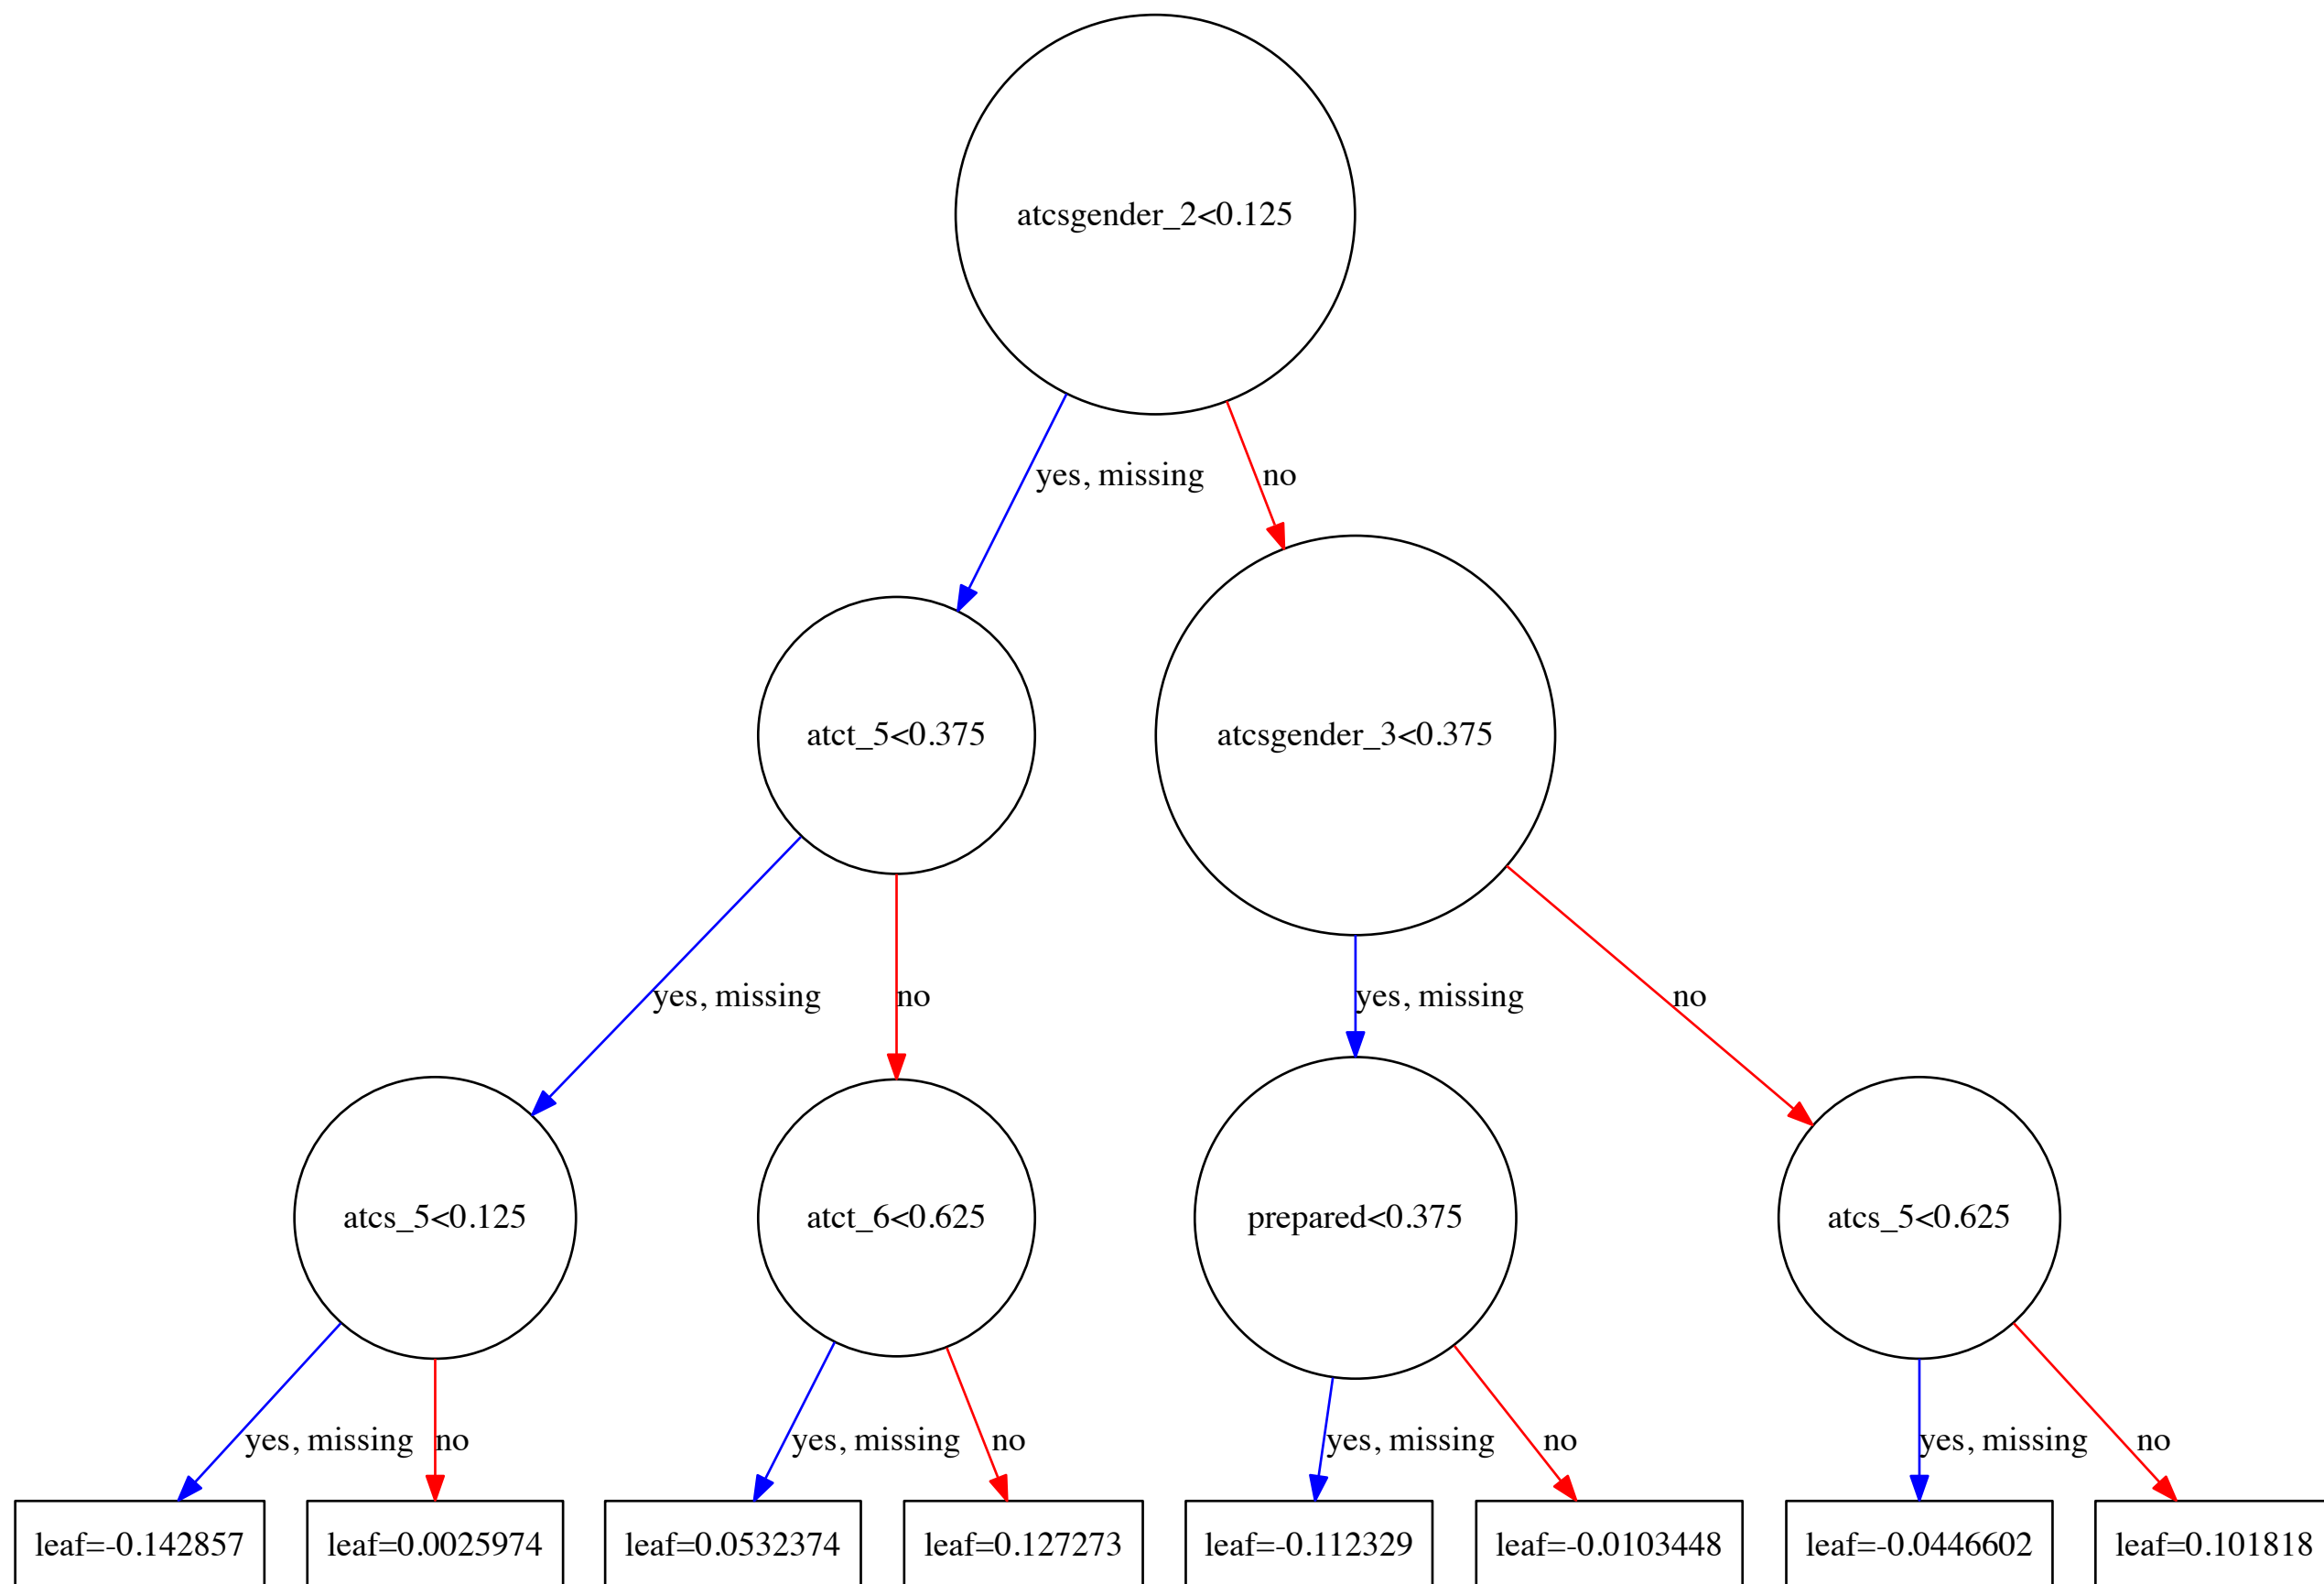 atcsgender_2<0.125
yes, missing
no
atct_5<0.375
atcsgender_3<0.375
yes, missing
no
yes, missing
no
atcs_5<0.125
atct_6<0.625
prepared<0.375
atcs_5<0.625
yes, missing
no
yes, missing
no
yes, missing
no
yes, missing
no
leaf=-0.142857
leaf=0.0025974
leaf=0.0532374
leaf=0.127273
leaf=-0.112329
leaf=-0.0103448
leaf=-0.0446602
leaf=0.101818